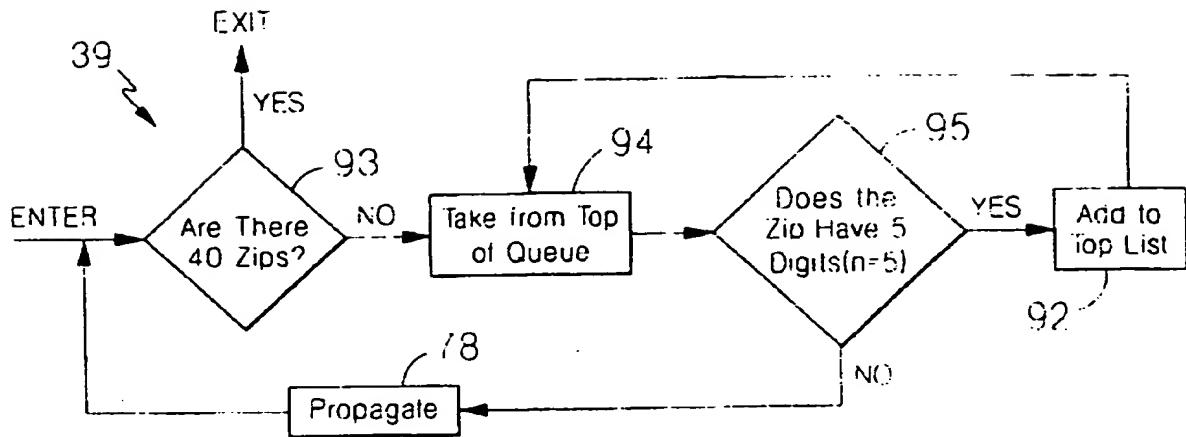 EXIT
39
YES
93
ENTER
Are There
40 Zips?
NO
94
Take from Top
of Queue
95
Does the
Zip Have 5
Digits(n=5)
YES
Add to
Top List
92
NO
78
Propagate